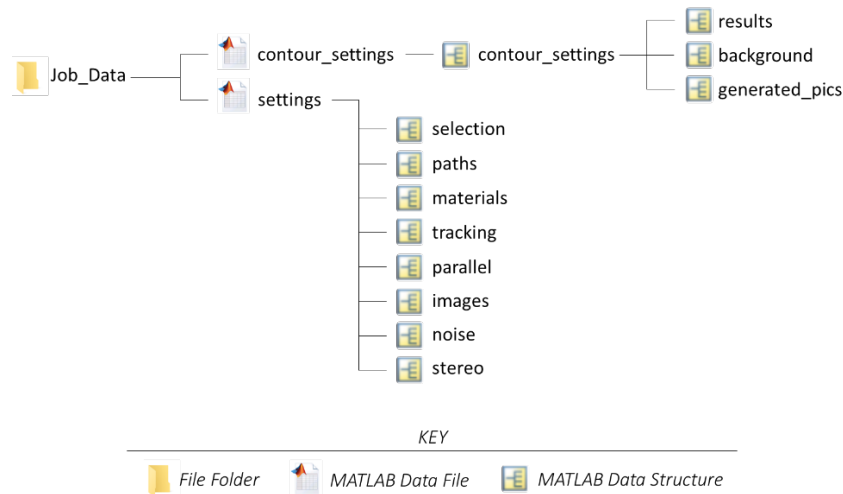 results
contour_settings contour_settings background
Job_Data
settings generated_pics
selection
paths
materials
tracking
parallel
images
noise
stereo
KEY
File Folder MATLAB Data File MATLAB Data Structure